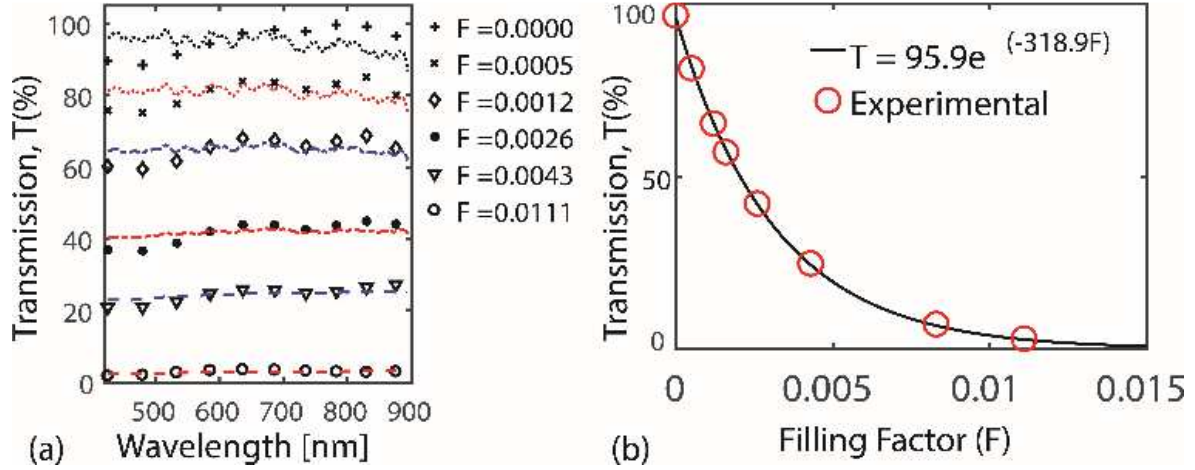 100
80
60
40
20
0
Transmission, T(%)
500 600 700 800 900
(a) Wavelength [nm]
F =0.0000
F =0.0005
F =0.0012
F =0.0026
F =0.0043
F =0.0111
100
50
0
Transmission, T(%)
T = 95.9e (-318.9F)
Experimental
0 0.005 0.01 0.015
(b) Filling Factor (F)